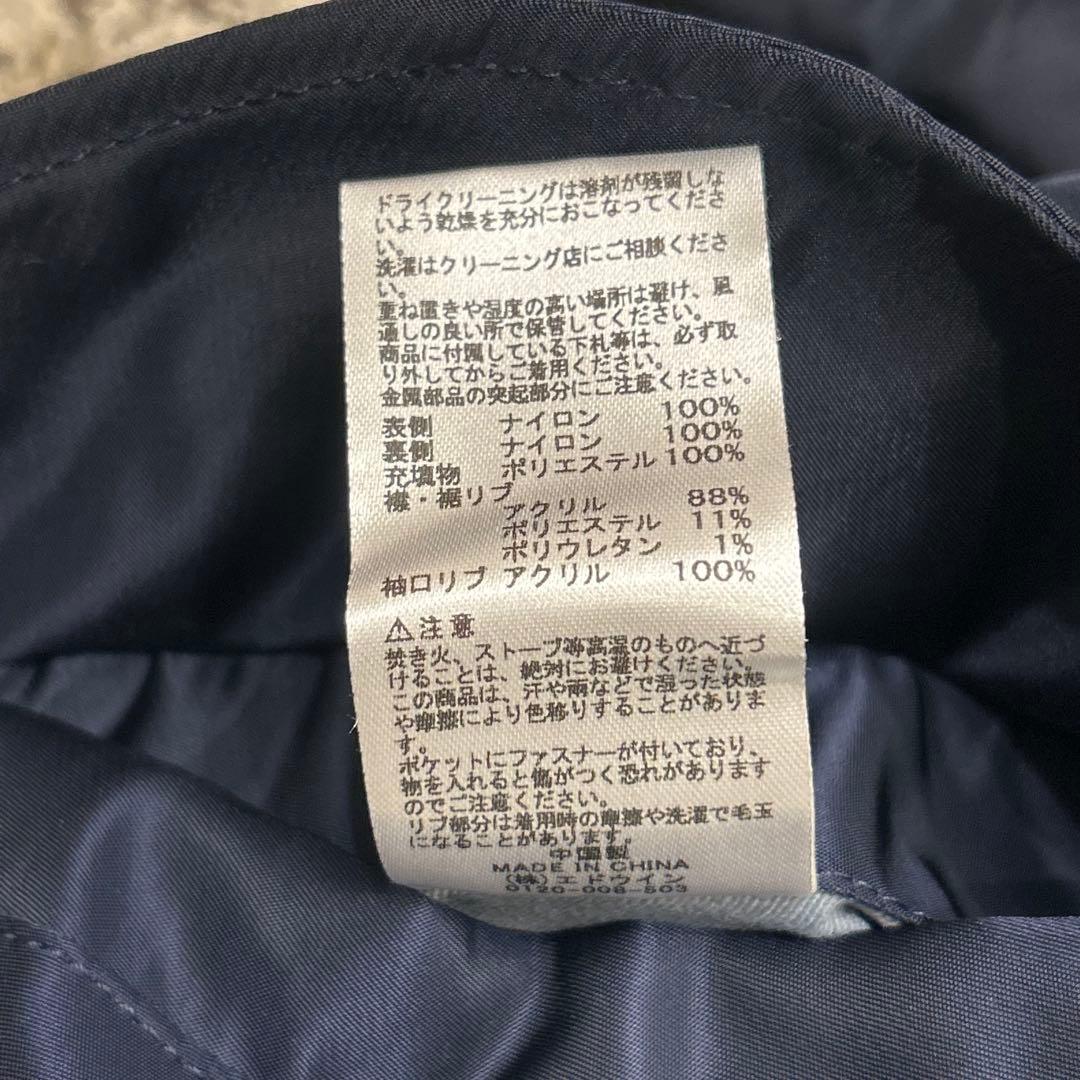 ドライクリーニングは溶剤が残留しな
いよう乾燥を充分におこなってくださ
い。
洗濯はクリーニング店にご相談くださ
い。
重ね置きや湿度の高い場所は避け、風
通しの良い所で保管してください。
商品に付属している下札等は、必ず取
り外してからご着用ください。
金属部品の突起部分にご注意ください。
表側 ナイロン 100%
裏側 ナイロン 100%
充填物 ポリエステル 100%
襟・裾リブ
アクリル 88%
ポリエステル 11%
ポリウレタン 1%
袖口リブ アクリル 100%
⚠注意
焚き火、ストーブ等高温のものへ近づ
けることは、絶対にお避けください。
この商品は、汗や雨などで湿った状態
や摩擦により色移りすることがありま
す。
ポケットにファスナーが付いており、
物を入れると傷がつく恐れがあります
のでご注意ください。
リブ部分は着用時の摩擦や洗濯で毛玉
になることがあります。
中国製
MADE IN CHINA
(株)エドウイン
0120-008-503